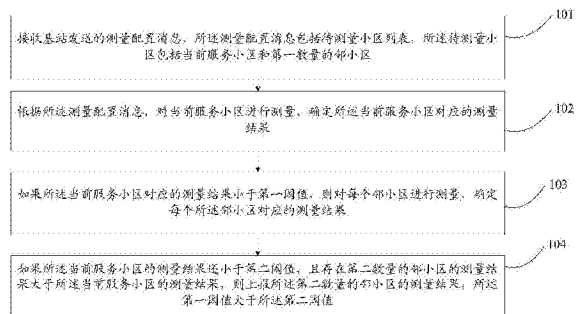 101
接收基站发送的测量配置消息，所述测量配置消息包括待测量小区列表，所述待测量小
区包括当前服务小区和第一数量的邻小区
102
根据所述测量配置消息，对当前服务小区进行测量，确定所述当前服务小区对应的测量
结果
103
如果所述当前服务小区对应的测量结果小于第一阈值，则对每个邻小区进行测量，确定
每个所述邻小区对应的测量结果
104
如果所述当前服务小区的测量结果还小于第二阈值，且存在第二数量的邻小区的测量结
果大于所述当前服务小区的测量结果，则上报所述第二数量的邻小区的测量结果，所述
第一阈值大于所述第二阈值